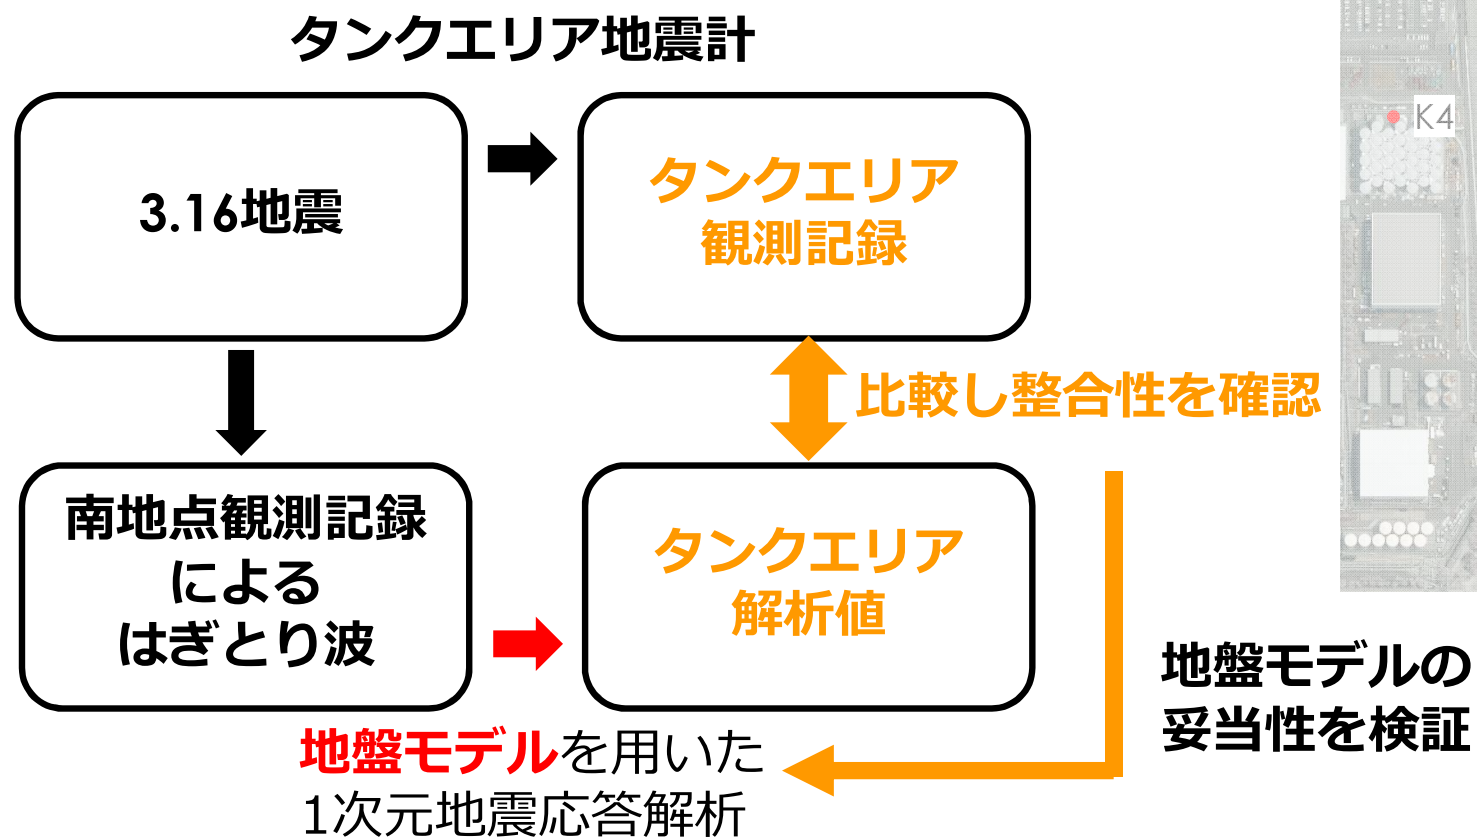 タンクエリア地震計
3.16地震
タンクエリア
観測記録
K4
比較し整合性を確認
南地点観測記録
による
はぎとり波
タンクエリア
解析値
地盤モデルの
妥当性を検証
地盤モデルを用いた
1次元地震応答解析